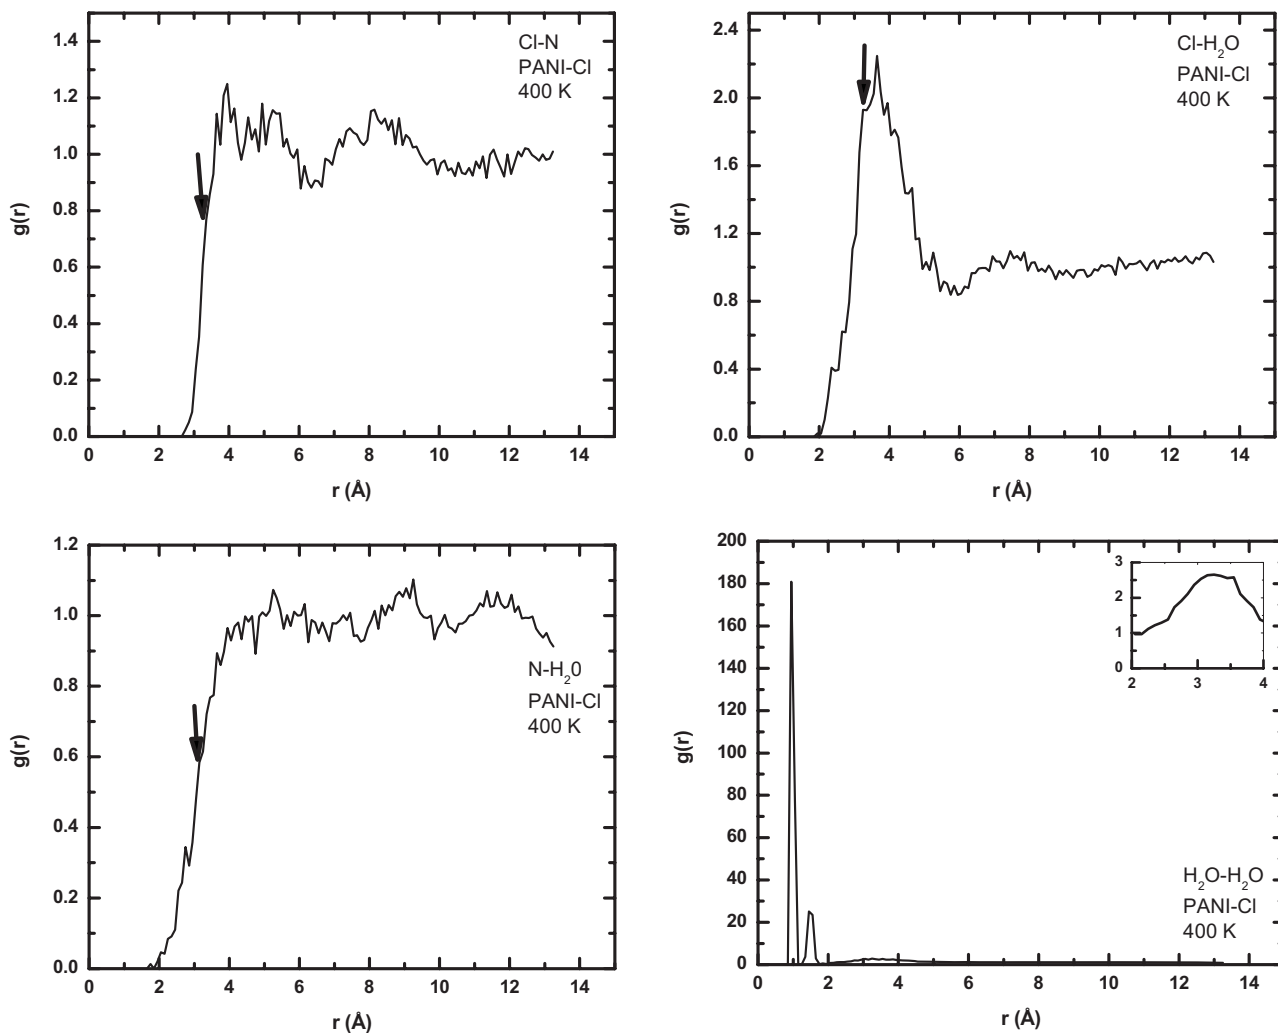 1.4
1.2
1.0
0.8
0.6
0.4
0.2
0.0
g(r)
0 2 4 6 8 10 12 14
r (Å)
Cl-N
PANI-Cl
400 K
2.4
2.0
1.6
1.2
0.8
0.4
0.0
g(r)
0 2 4 6 8 10 12 14
r (Å)
Cl-H₂O
PANI-Cl
400 K
1.2
1.0
0.8
0.6
0.4
0.2
0.0
g(r)
0 2 4 6 8 10 12 14
r (Å)
N-H₂0
PANI-Cl
400 K
200
180
160
140
120
100
80
60
40
20
0
g(r)
0 2 4 6 8 10 12 14
r (Å)
3
2
1
0
2 3 4
H₂O-H₂O
PANI-Cl
400 K